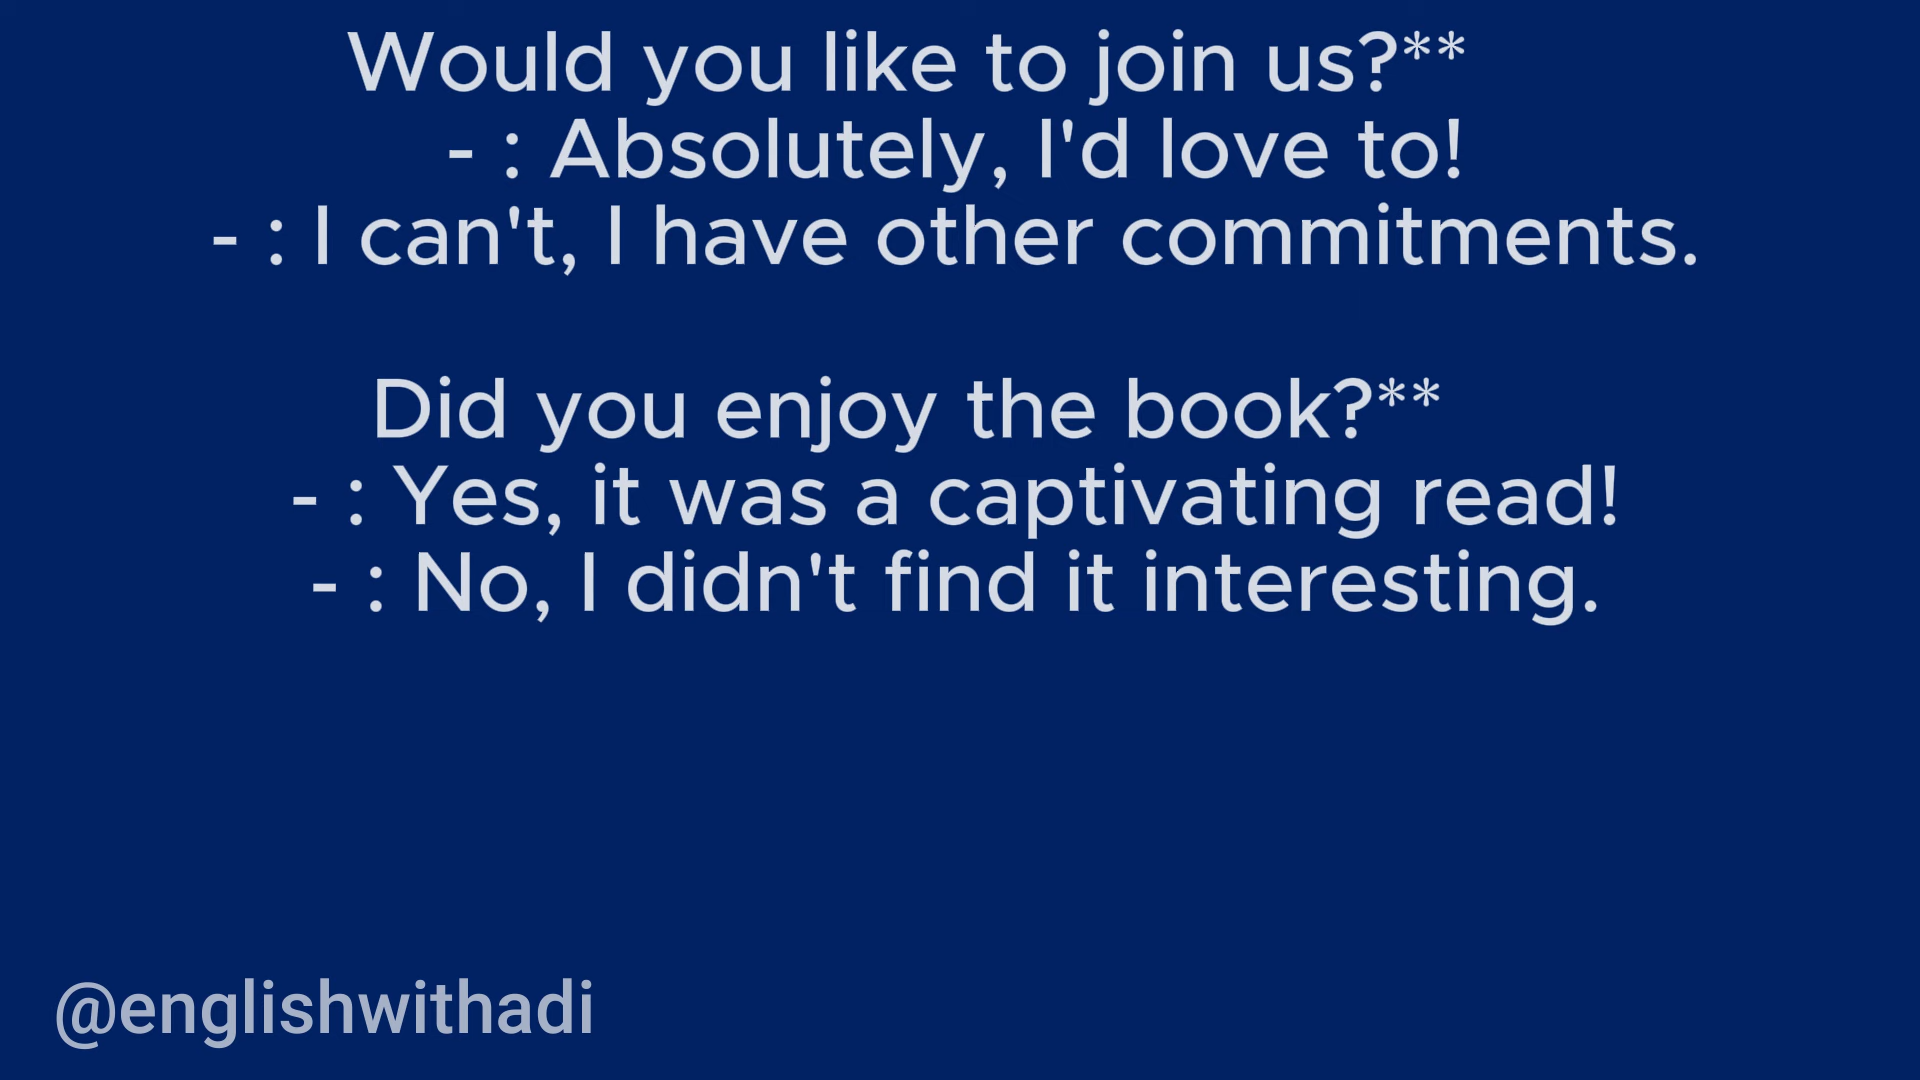 Would you like to join us?**
- : Absolutely, I'd love to!
- : I can't, I have other commitments.
Did you enjoy the book?**
- : Yes, it was a captivating read!
- : No, I didn't find it interesting.
@englishwithadi